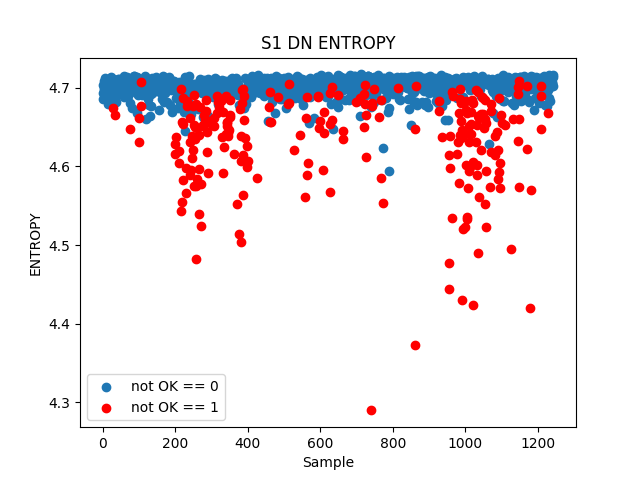 S1 DN ENTROPY
ENTROPY
4.7
4.6
4.5
4.4
4.3
not OK == 0
not OK == 1
0
200
400
600
800
1000
1200
Sample